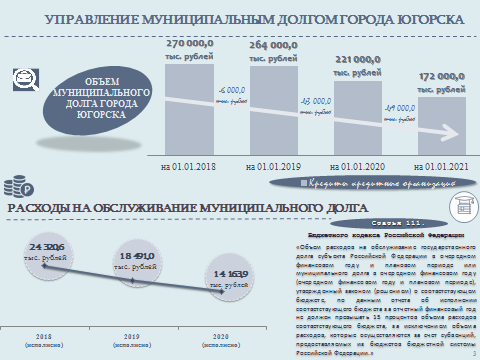 УПРАВЛЕНИЕ МУНИЦИПАЛЬНЫМ ДОЛГОМ ГОРОДА ЮГОРСКА
270 000,0
тыс. рублей
264 000,0
тыс. рублей
221 000,0
тыс. рублей
172 000,0
тыс. рублей
ОБЪЕМ
МУНИЦИПАЛЬНОГО
ДОЛГА ГОРОДА
ЮГОРСКА
-6 000,0
тыс. рублей
-43 000,0
тыс. рублей
-49 000,0
тыс. рублей
на 01.01.2018
на 01.01.2019
на 01.01.2020
на 01.01.2021
Кредиты кредитных организаций
РАСХОДЫ НА ОБСЛУЖИВАНИЕ МУНИЦИПАЛЬНОГО ДОЛГА
24 320,6
тыс. рублей
18 491,0
тыс. рублей
14 163,9
тыс. рублей
2018
(исполнено)
2019
(исполнено)
2020
(исполнено)
Статья 111.
Бюджетного кодекса Российской Федерации
«Объем расходов на обслуживание государственного
долга субъекта Российской Федерации в очередном
финансовом году и плановом периоде или
муниципального долга в очередном финансовом году
(очередном финансовом году и плановом периоде),
утвержденный законом (решением) о соответствующем
бюджете, по данным отчета об исполнении
соответствующего бюджета за отчетный финансовый год
не должен превышать 15 процентов объема расходов
соответствующего бюджета, за исключением объема
расходов, которые осуществляются за счет субвенций,
предоставляемых из бюджетов бюджетной системы
Российской Федерации.»
3